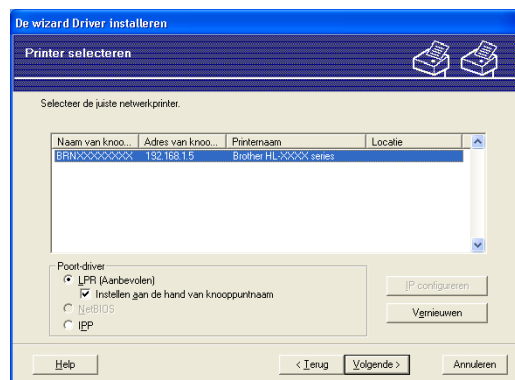 De wizard Driver installeren
Printer selecteren
Selecteer de juiste netwerkprinter.
Naam van knoo... Adres van knoo... Printernaam Locatie
BRNXXXXXXXX 192.168.1.5 Brother HL-XXXX series
Poort-driver
LPR (Aanbevolen)
Instellen aan de hand van knooppuntnaam
NetBIOS
IPP
IP configureren
Vernieuwen
Help
< Terug
Volgende >
Annuleren